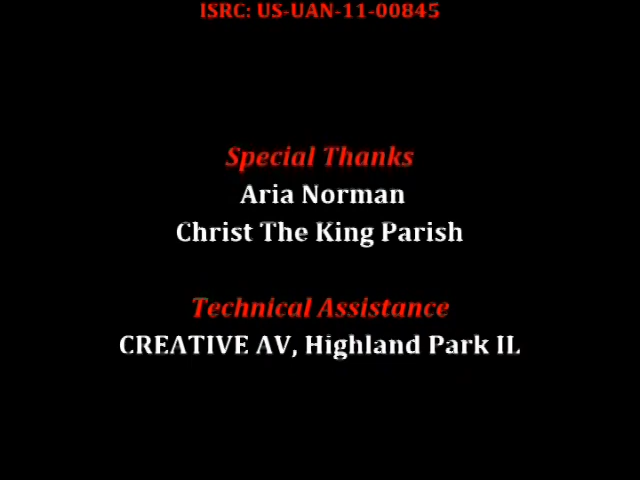 ISRC: US-UAN-11-00845
Special Thanks
Aria Norman
Christ The King Parish
Technical Assistance
CREATIVE AV, Highland Park IL